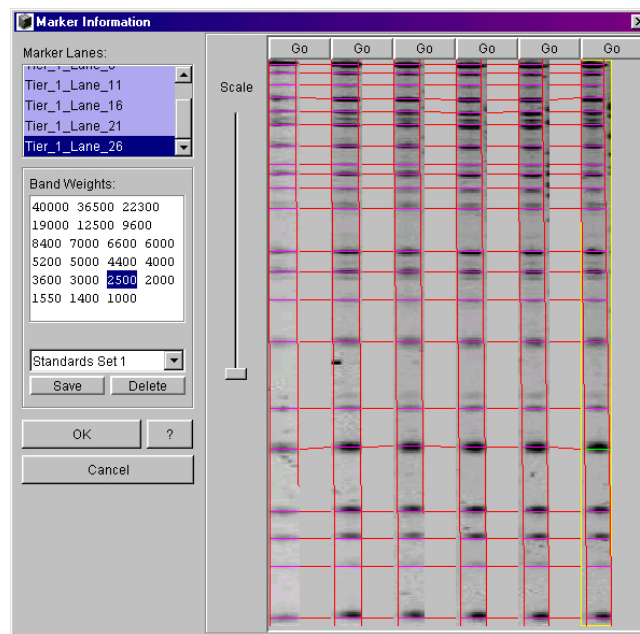 Marker Information
Marker Lanes:
Tier_1_Lane_11
Tier_1_Lane_16
Tier_1_Lane_21
Tier_1_Lane_26
Band Weights:
40000 36500 22300
19000 12500 9600
8400 7000 6600 6000
5200 5000 4400 4000
3600 3000 2500 2000
1550 1400 1000
Standards Set 1
Save Delete
OK ?
Cancel
Scale
Go Go Go Go Go Go